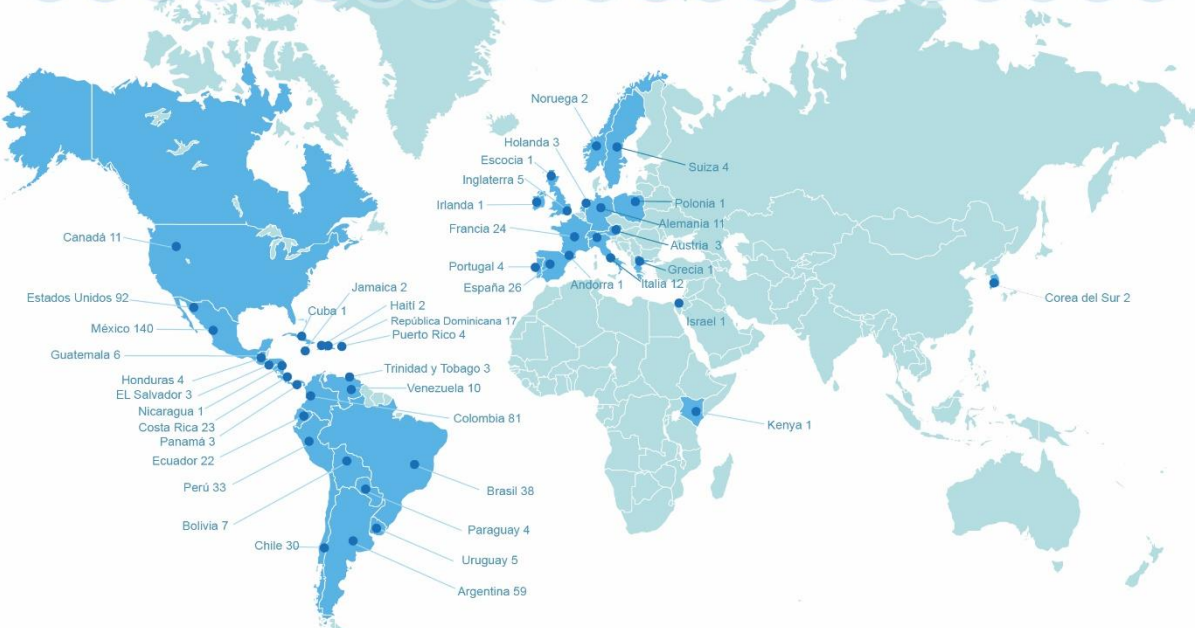 Noruega 2
Holanda 3
Escocia 1
Suiza 4
Inglaterra 5
Irlanda 1
Polonia 1
Alemania 11
Francia 24
Austria 3
Portugal 4
Grecia 1
España 26
Andorra 1
Italia 12
Israel 1
Corea del Sur 2
Kenya 1
Canadá 11
Estados Unidos 92
Jamaica 2
Cuba 1
Haití 2
México 140
República Dominicana 17
Puerto Rico 4
Guatemala 6
Trinidad y Tobago 3
Honduras 4
Venezuela 10
EL Salvador 3
Nicaragua 1
Colombia 81
Costa Rica 23
Panamá 3
Ecuador 22
Perú 33
Brasil 38
Bolivia 7
Paraguay 4
Chile 30
Uruguay 5
Argentina 59